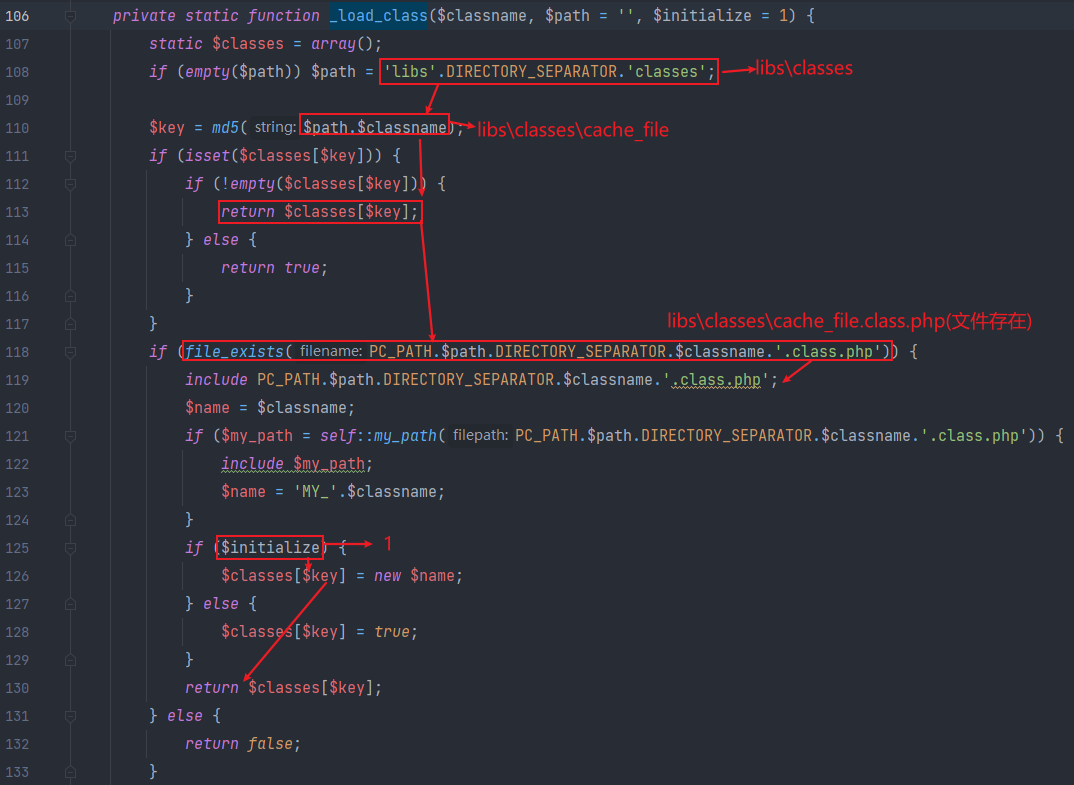 106 private static function _load_class($classname, $path = '', $initialize = 1) {
107 static $classes = array();
108 if (empty($path)) $path = 'libs'.DIRECTORY_SEPARATOR.'classes'; libs\classes
109
110 $key = md5( string: $path.$classname); libs\classes\cache_file
111 if (isset($classes[$key])) {
112 if (!empty($classes[$key])) {
113 return $classes[$key];
114 } else {
115 return true;
116 }
117 }
libs\classes\cache_file.class.php(文件存在)
118 if (file_exists( filename: PC_PATH.$path.DIRECTORY_SEPARATOR.$classname.'.class.php')) {
119 include PC_PATH.$path.DIRECTORY_SEPARATOR.$classname.'.class.php';
120 $name = $classname;
121 if ($my_path = self::my_path( filepath: PC_PATH.$path.DIRECTORY_SEPARATOR.$classname.'.class.php')) {
122 include $my_path;
123 $name = 'MY_'.$classname;
124 }
125 if ($initialize) { 1
126 $classes[$key] = new $name;
127 } else {
128 $classes[$key] = true;
129 }
130 return $classes[$key];
131 } else {
132 return false;
133 }